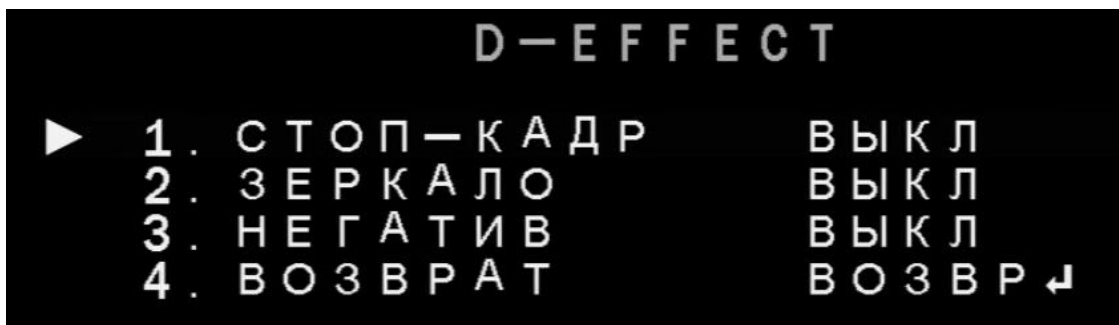 D—EFFECT
► 1. СТОП—КАДР ВЫКЛ
2. ЗЕРКАЛО ВЫКЛ
3. НЕГАТИВ ВЫКЛ
4. ВОЗВРАТ ВОЗВР↲